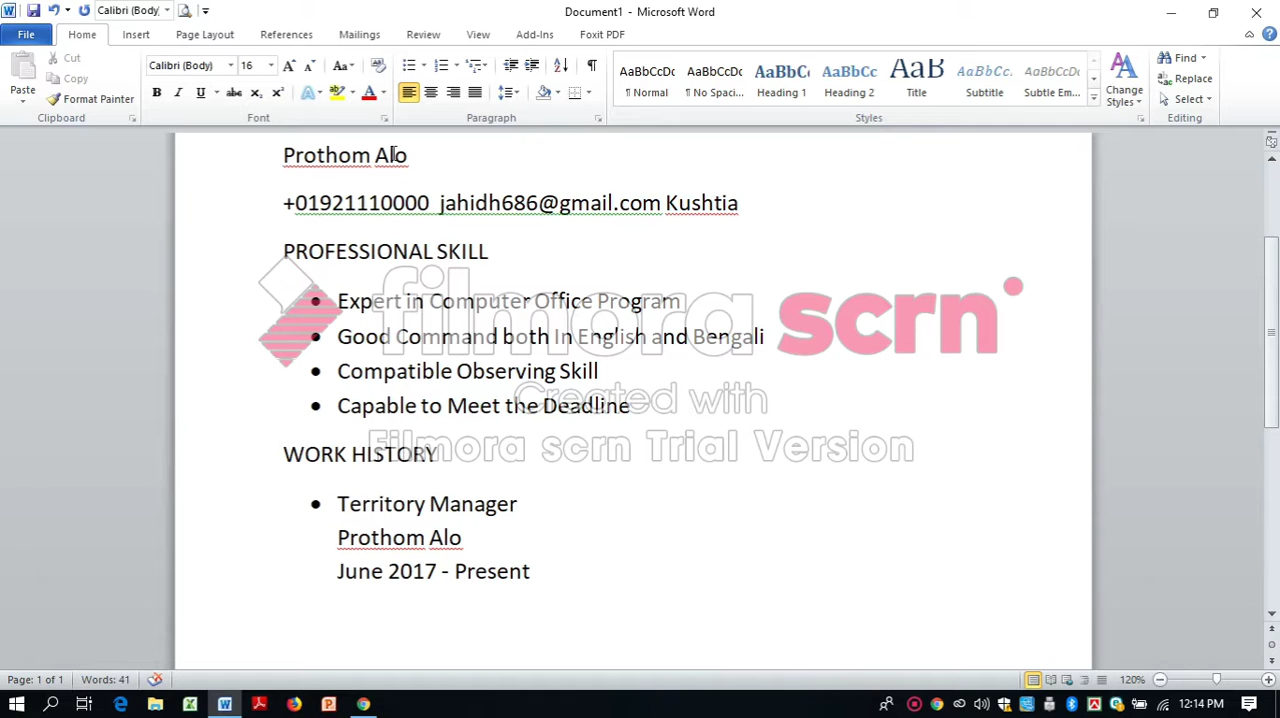 Calibri (Body)
Document1 - Microsoft Word
File Home Insert Page Layout References Mailings Review View Add-Ins Foxit PDF
Paste
Cut
Copy
Format Painter
Clipboard
Calibri (Body) 16
Font
Paragraph
AaBbCcDc AaBbCcDc AaBbCc AaBbCc AaB AaBbCc AaBbCcDc
¶ Normal ¶ No Spaci... Heading 1 Heading 2 Title Subtitle Subtle Em...
Styles
Change Styles
Find
Replace
Select
Editing
Prothom Alo
+01921110000 jahidh686@gmail.com Kushtia
PROFESSIONAL SKILL
• Expert in Computer Office Program
• Good Command both In English and Bengali
• Compatible Observing Skill
• Capable to Meet the Deadline
WORK HISTORY
• Territory Manager
Prothom Alo
June 2017 - Present
filmora scrn
Created with
Filmora scrn Trial Version
Page: 1 of 1 Words: 41
120%
12:14 PM